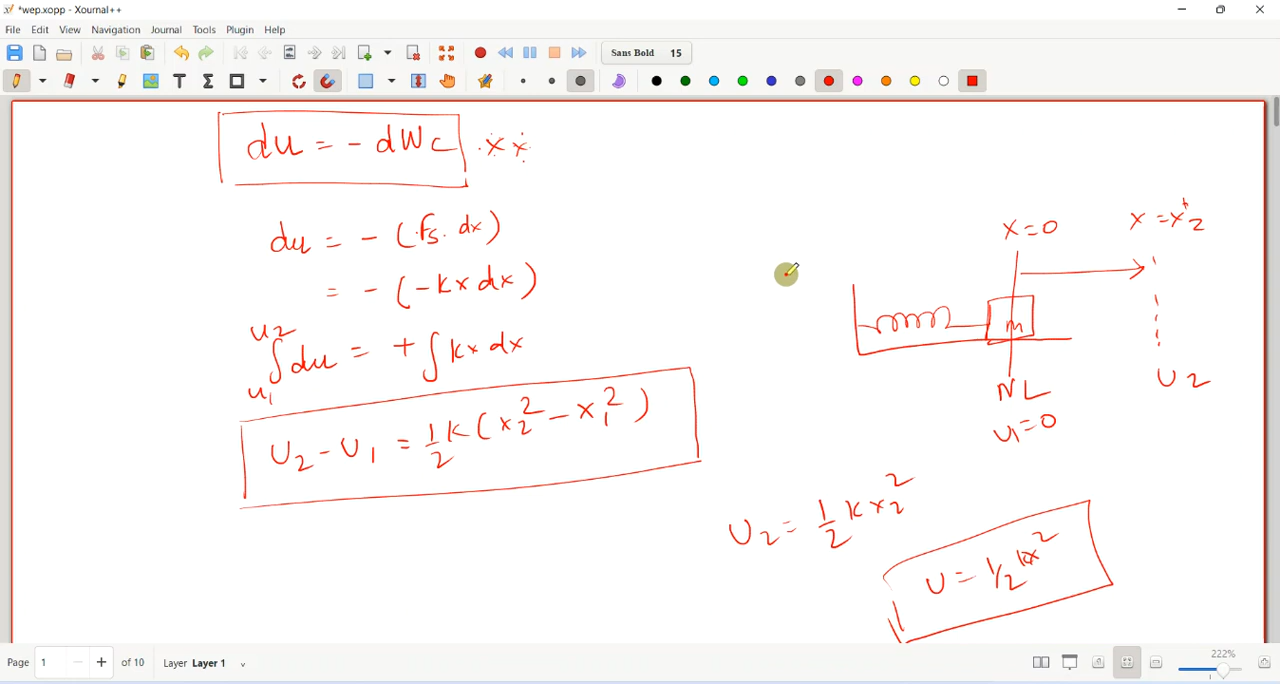 *wep.xopp - Xournal++
File Edit View Navigation Journal Tools Plugin Help
Sans Bold 15
du = - dWc
du = - (fs. dx)
= - (-kx dx)
∫ du = + ∫ kx dx
u2
u1
U2 - U1 = 1/2 k (x2² - x1²)
x=0
x = x2
m
NL
U1=0
U2
U2 = 1/2 k x2²
U = 1/2 kx²
Page 1 of 10 Layer Layer 1
223%